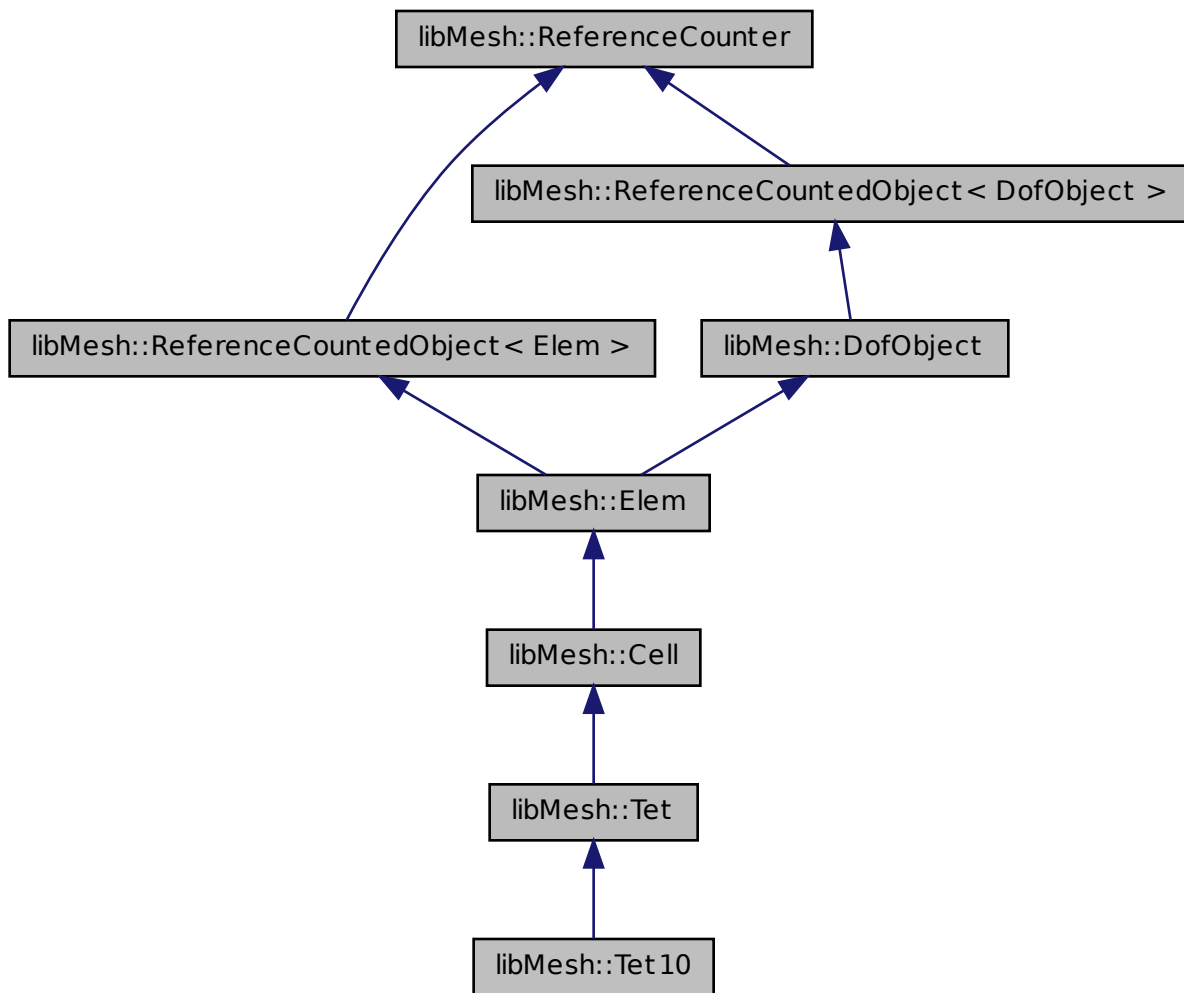 libMesh::ReferenceCounter
libMesh::ReferenceCountedObject< DofObject >
libMesh::ReferenceCountedObject< Elem >
libMesh::DofObject
libMesh::Elem
libMesh::Cell
libMesh::Tet
libMesh::Tet10